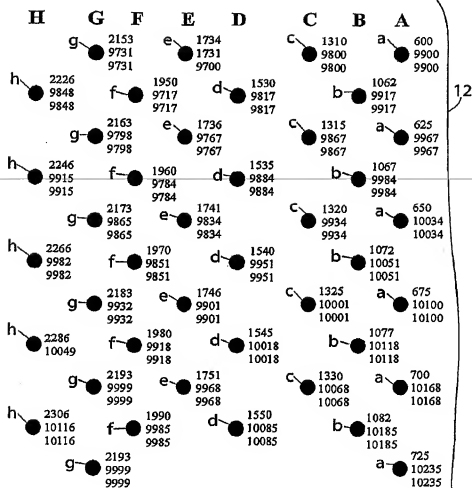 H G F E D C B A
g 2153 e 1734 c 1310 a 600
9731 1731 9800 9900
9731 9700 9800 9900
h 2226 f 1950 d 1530 b 1062 12
9848 9717 9817 9917
9848 9717 9817 9917
g 2163 e 1736 c 1315 a 625
9798 9767 9867 9967
9798 9767 9867 9967
h 2246 f 1960 d 1535 b 1067
9915 9784 9884 9984
9915 9784 9884 9984
g 2173 e 1741 c 1320 a 650
9865 9834 9934 10034
9865 9834 9934 10034
h 2266 f 1970 d 1540 b 1072
9982 9851 9951 10051
9982 9851 9951 10051
g 2183 e 1746 c 1325 a 675
9932 9901 10001 10100
9932 9901 10001 10100
h 2286 f 1980 d 1545 b 1077
10049 9918 10018 10118
9918 10018 10118
g 2193 e 1751 c 1330 a 700
9999 9968 10068 10168
9999 9968 10068 10168
h 2306 f 1990 d 1550 b 1082
10116 9985 10085 10185
10116 9985 10085 10185
g 2193 a 725
9999 10235
9999 10235